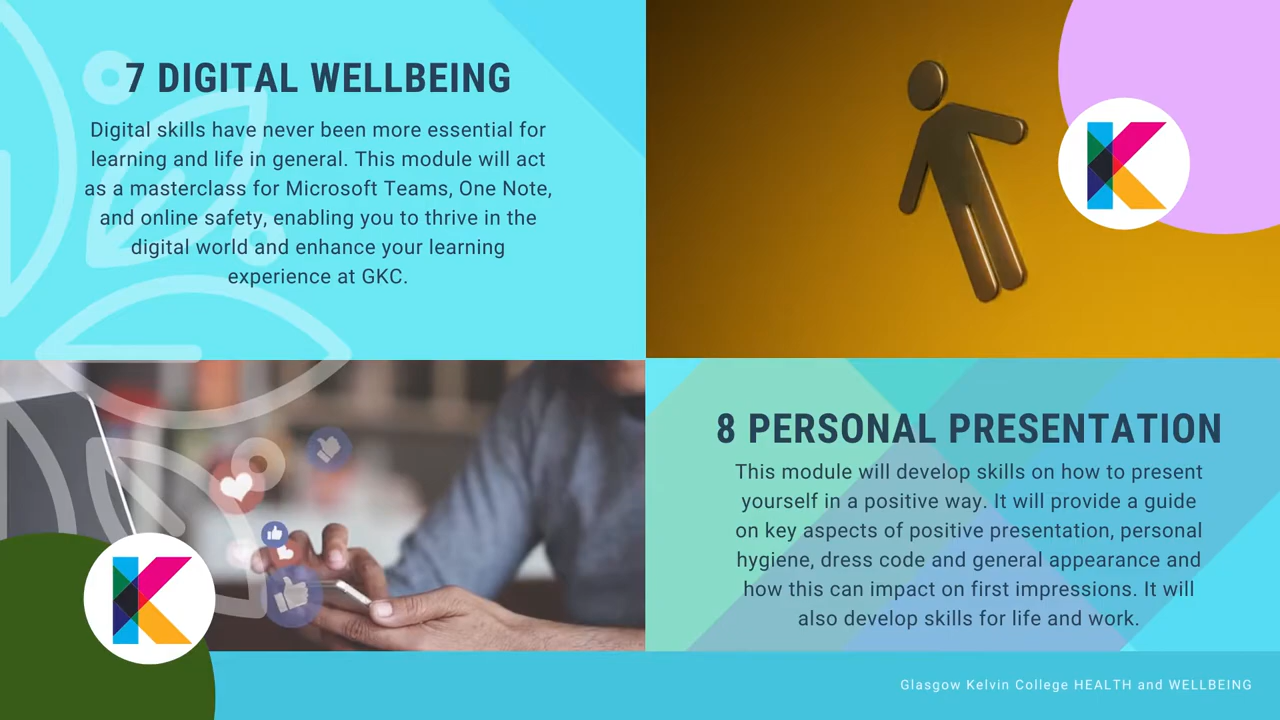 7 DIGITAL WELLBEING
Digital skills have never been more essential for
learning and life in general. This module will act
as a masterclass for Microsoft Teams, One Note,
and online safety, enabling you to thrive in the
digital world and enhance your learning
experience at GKC.
K
K
8 PERSONAL PRESENTATION
This module will develop skills on how to present
yourself in a positive way. It will provide a guide
on key aspects of positive presentation, personal
hygiene, dress code and general appearance and
how this can impact on first impressions. It will
also develop skills for life and work.
Glasgow Kelvin College HEALTH and WELLBEING